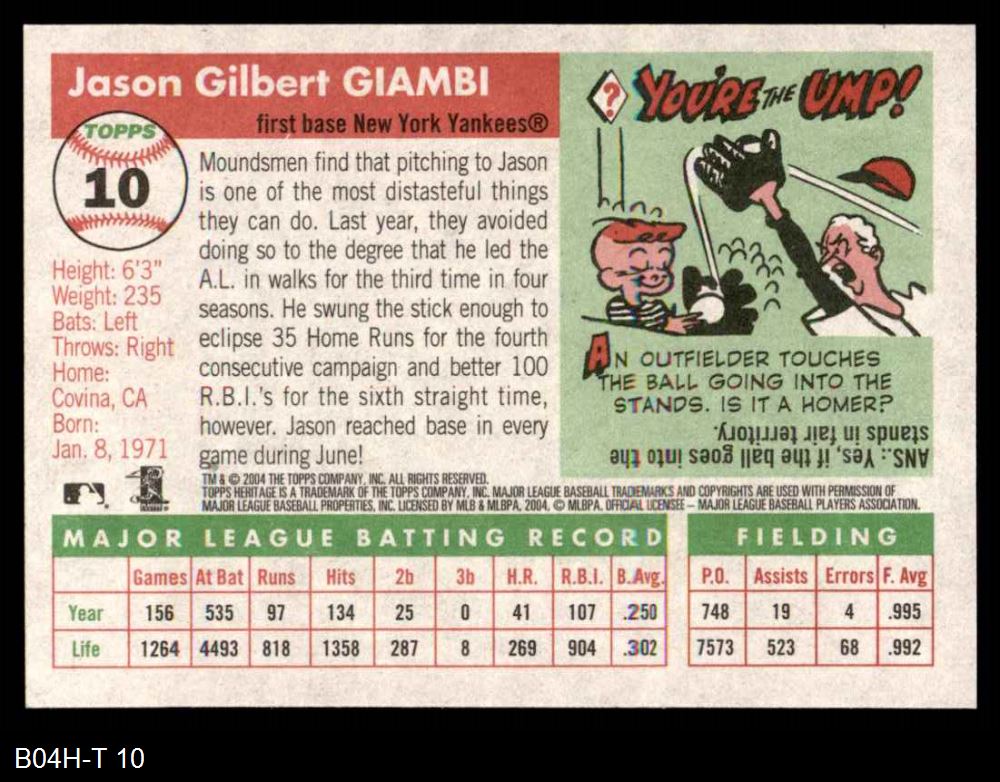 Jason Gilbert GIAMBI
first base New York Yankees®
TOPPS
10
Height: 6'3"
Weight: 235
Bats: Left
Throws: Right
Home:
Covina, CA
Born:
Jan. 8, 1971
Moundsmen find that pitching to Jason
is one of the most distasteful things
they can do. Last year, they avoided
doing so to the degree that he led the
A.L. in walks for the third time in four
seasons. He swung the stick enough to
eclipse 35 Home Runs for the fourth
consecutive campaign and better 100
R.B.I.'s for the sixth straight time,
however. Jason reached base in every
game during June!
?
YOU'RE THE UMP!
AN OUTFIELDER TOUCHES
THE BALL GOING INTO THE
STANDS. IS IT A HOMER?
ANS.: Yes, if the ball goes into the
stands in fair territory.
TM & © 2004 THE TOPPS COMPANY, INC. ALL RIGHTS RESERVED.
TOPPS HERITAGE IS A TRADEMARK OF THE TOPPS COMPANY, INC. MAJOR LEAGUE BASEBALL TRADEMARKS AND COPYRIGHTS ARE USED WITH PERMISSION OF
MAJOR LEAGUE BASEBALL PROPERTIES, INC. LICENSED BY MLB & MLBPA, 2004. © MLBPA. OFFICIAL LICENSEE – MAJOR LEAGUE BASEBALL PLAYERS ASSOCIATION.
MAJOR LEAGUE BATTING RECORD
Games At Bat Runs Hits 2b 3b H.R. R.B.I. B.Avg.
Year 156 535 97 134 25 0 41 107 .250
Life 1264 4493 818 1358 287 8 269 904 .302
FIELDING
P.O. Assists Errors F. Avg
748 19 4 .995
7573 523 68 .992
B04H-T 10